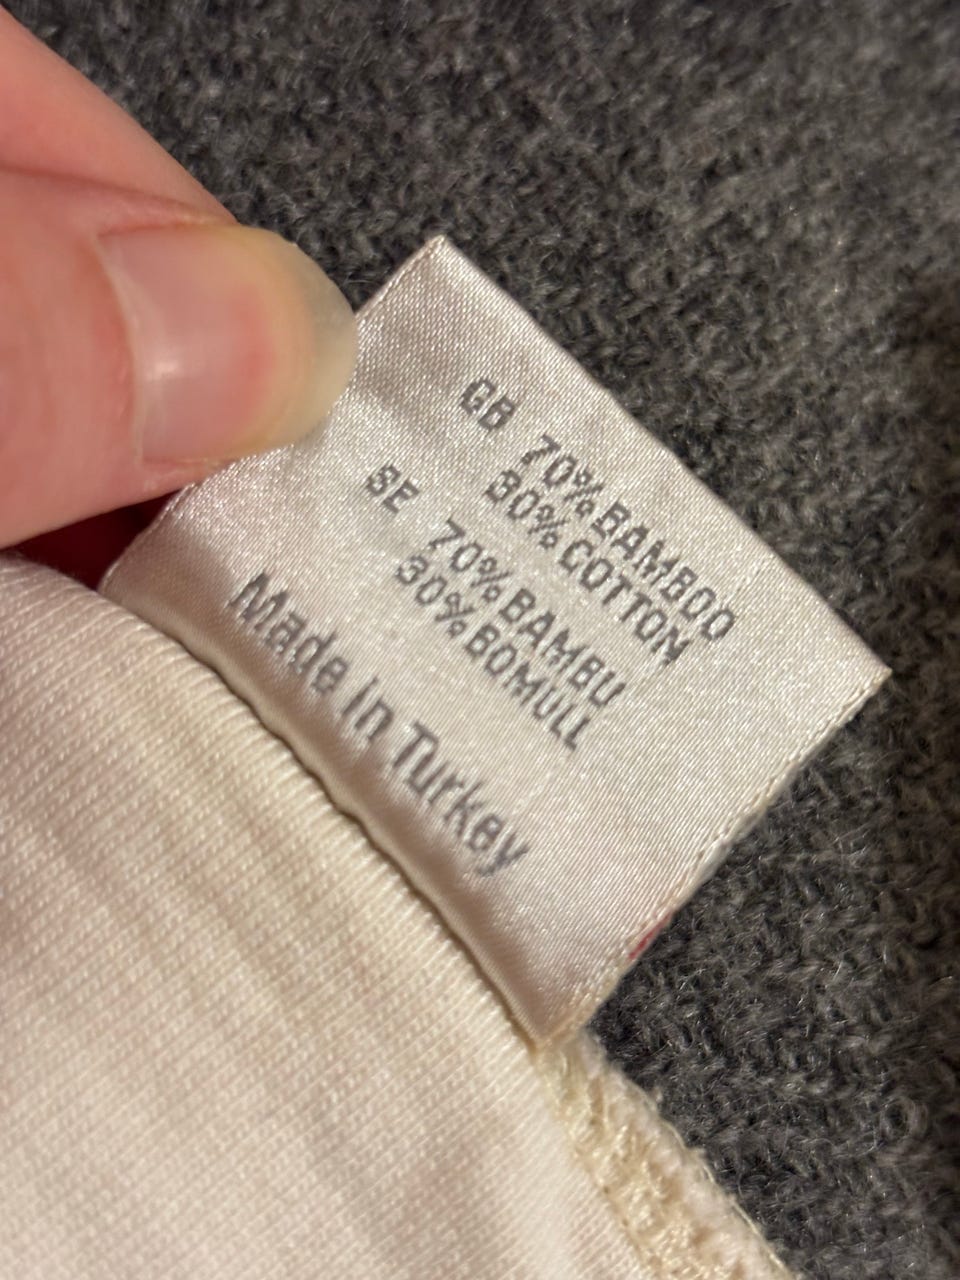 GB 70% BAMBOO
30% COTTON
SE 70% BAMBU
30% BOMULL
Made in Turkey